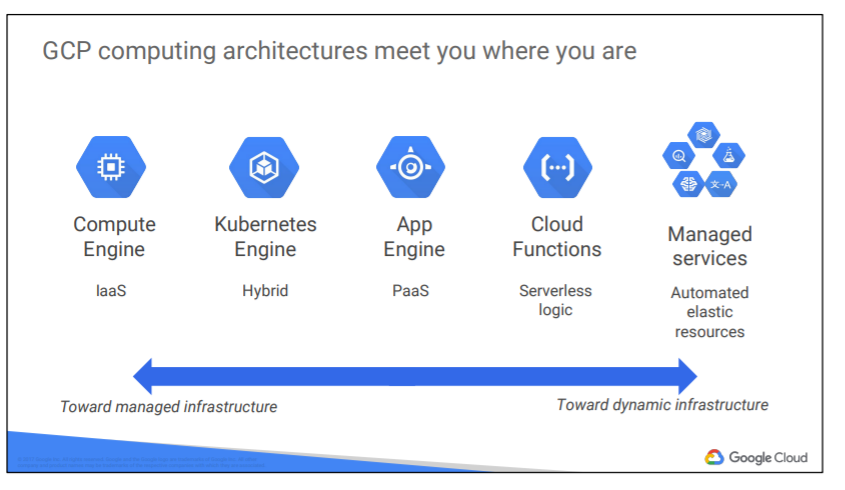 GCP computing architectures meet you where you are
Compute
Engine
IaaS
Kubernetes
Engine
Hybrid
App
Engine
PaaS
Cloud
Functions
Serverless
logic
文-A
Managed
services
Automated
elastic
resources
Toward managed infrastructure
Toward dynamic infrastructure
Google Cloud